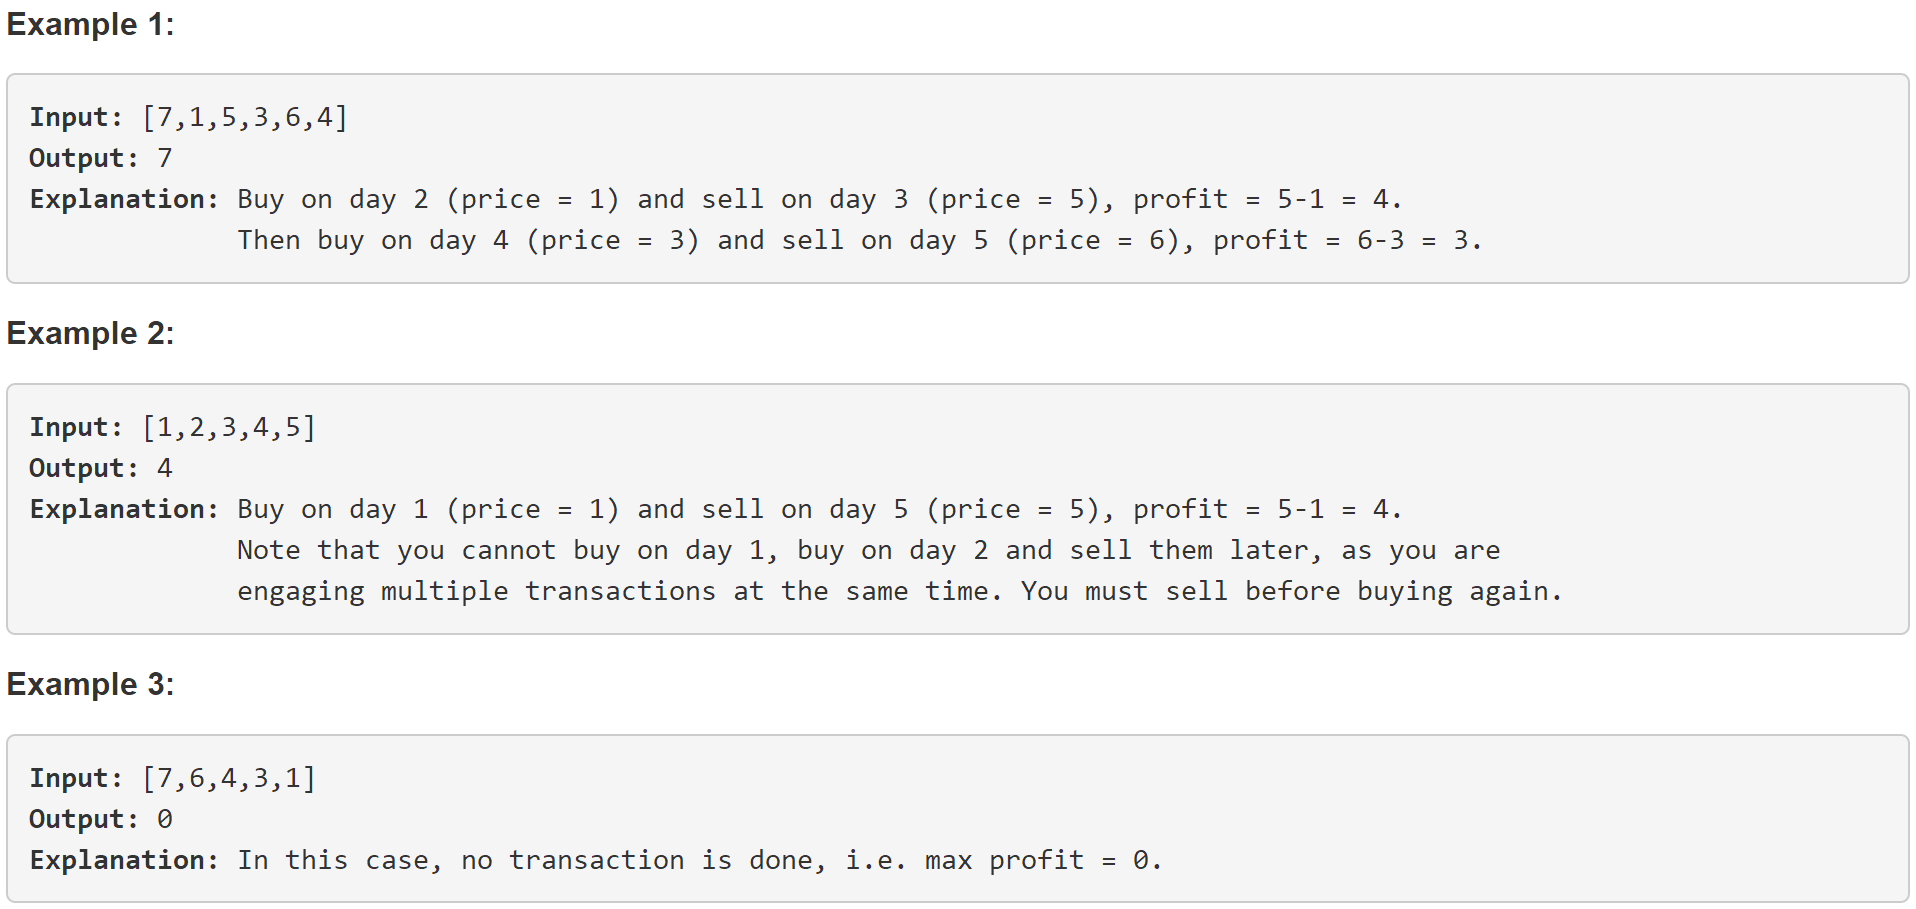 Example 1:
Input: [7,1,5,3,6,4]
Output: 7
Explanation: Buy on day 2 (price = 1) and sell on day 3 (price = 5), profit = 5-1 = 4.
Then buy on day 4 (price = 3) and sell on day 5 (price = 6), profit = 6-3 = 3.
Example 2:
Input: [1,2,3,4,5]
Output: 4
Explanation: Buy on day 1 (price = 1) and sell on day 5 (price = 5), profit = 5-1 = 4.
Note that you cannot buy on day 1, buy on day 2 and sell them later, as you are
engaging multiple transactions at the same time. You must sell before buying again.
Example 3:
Input: [7,6,4,3,1]
Output: 0
Explanation: In this case, no transaction is done, i.e. max profit = 0.